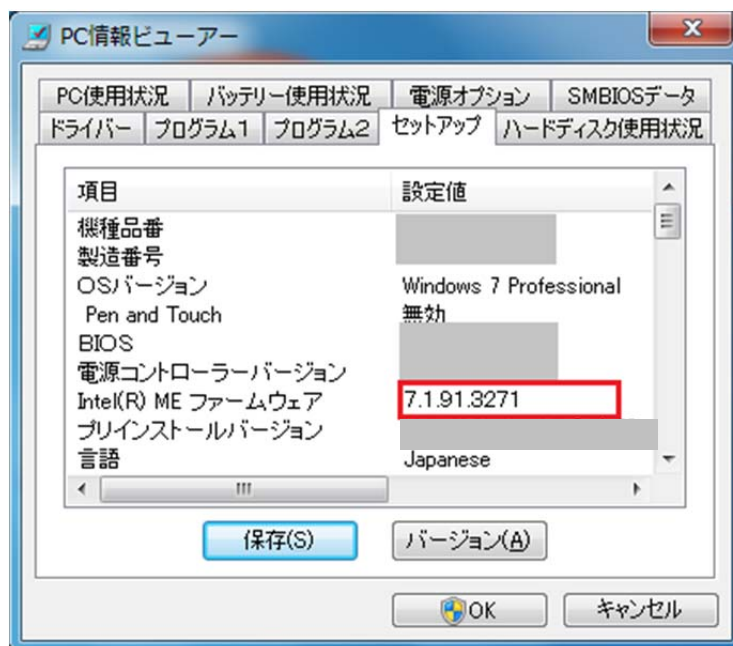 PC情報ビューアー
PC使用状況 バッテリー使用状況 電源オプション SMBIOSデータ
ドライバー プログラム1 プログラム2 セットアップ ハードディスク使用状況
項目 設定値
機種品番
製造番号
OSバージョン Windows 7 Professional
Pen and Touch 無効
BIOS
電源コントローラーバージョン
Intel(R) ME ファームウェア 7.1.91.3271
プリインストールバージョン
言語 Japanese
保存(S) バージョン(A)
OK キャンセル